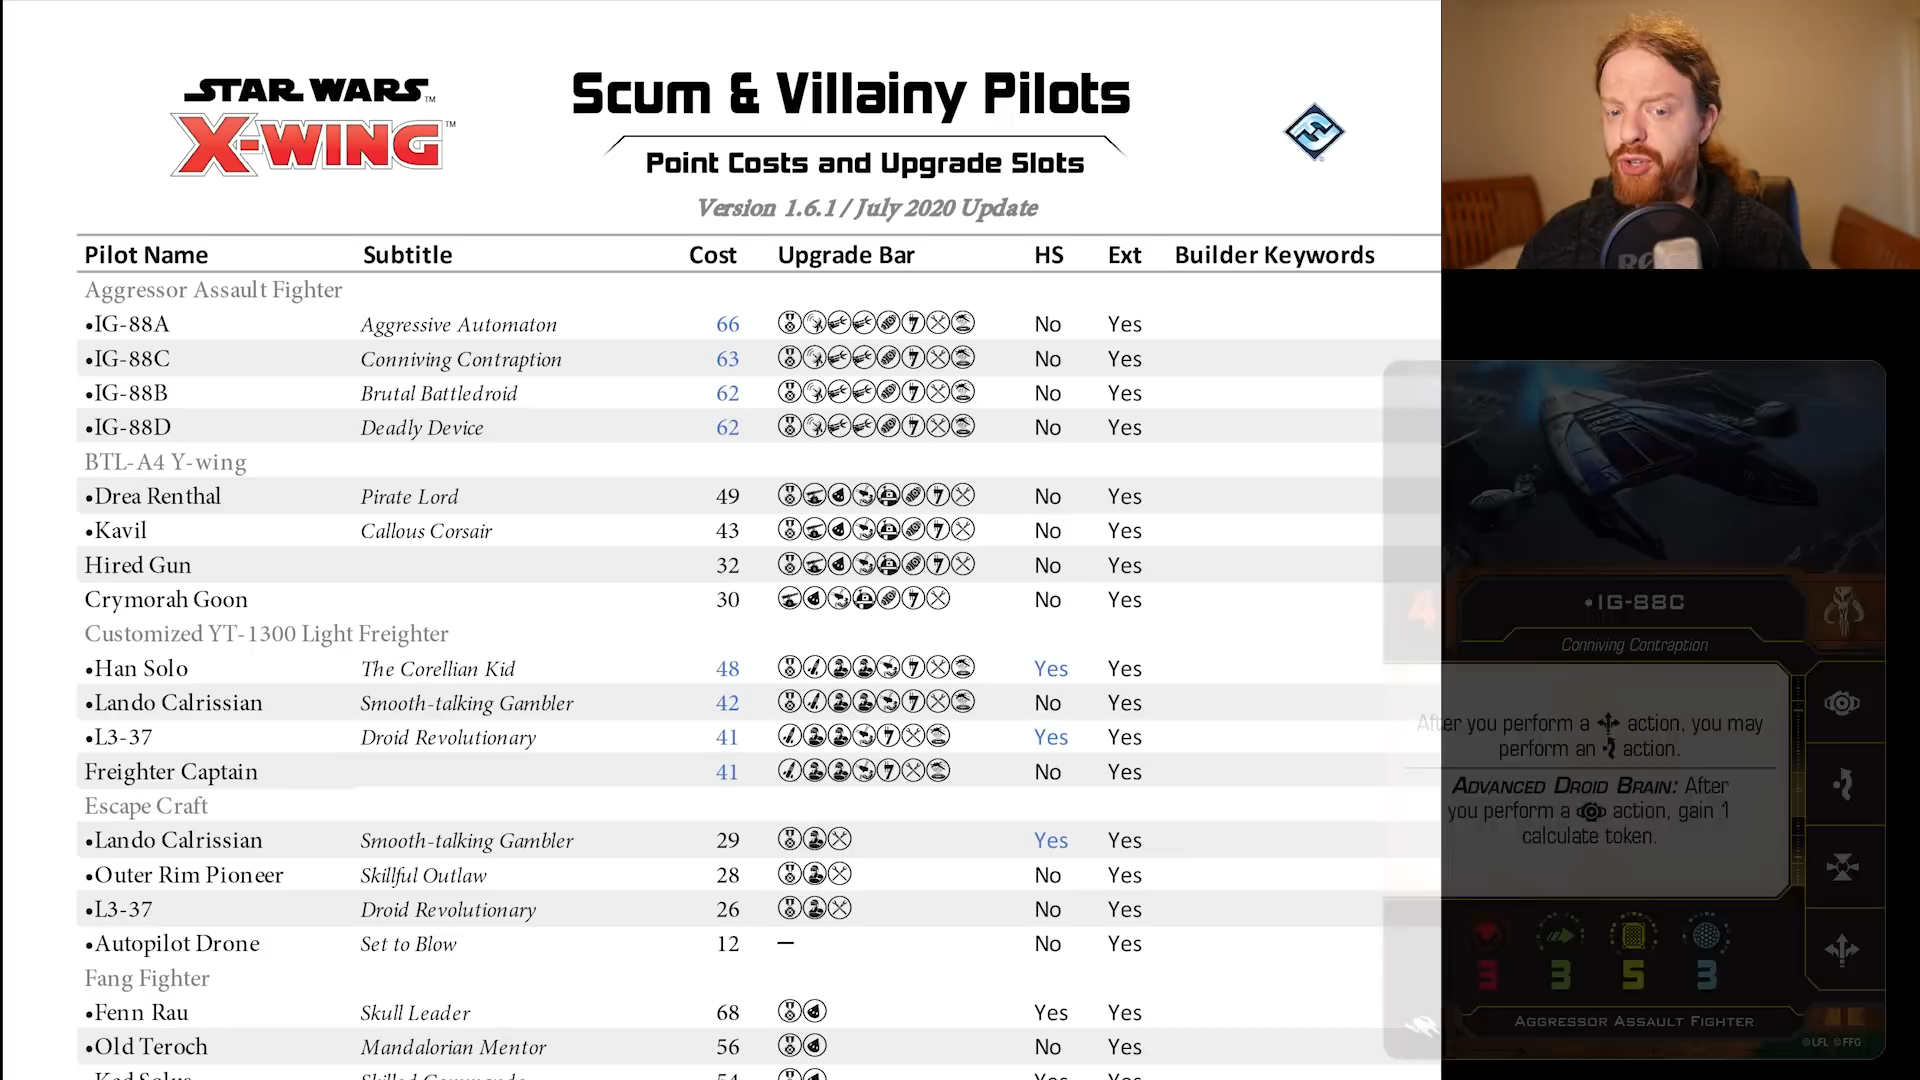 STAR WARS™
X-WING™
Scum & Villainy Pilots
Point Costs and Upgrade Slots
Version 1.6.1 / July 2020 Update
Pilot Name Subtitle Cost Upgrade Bar HS Ext Builder Keywords
Aggressor Assault Fighter
•IG-88A Aggressive Automaton 66 No Yes
•IG-88C Conniving Contraption 63 No Yes
•IG-88B Brutal Battledroid 62 No Yes
•IG-88D Deadly Device 62 No Yes
BTL-A4 Y-wing
•Drea Renthal Pirate Lord 49 No Yes
•Kavil Callous Corsair 43 No Yes
Hired Gun 32 No Yes
Crymorah Goon 30 No Yes
Customized YT-1300 Light Freighter
•Han Solo The Corellian Kid 48 Yes Yes
•Lando Calrissian Smooth-talking Gambler 42 No Yes
•L3-37 Droid Revolutionary 41 Yes Yes
Freighter Captain 41 No Yes
Escape Craft
•Lando Calrissian Smooth-talking Gambler 29 Yes Yes
•Outer Rim Pioneer Skillful Outlaw 28 No Yes
•L3-37 Droid Revolutionary 26 No Yes
•Autopilot Drone Set to Blow 12 — No Yes
Fang Fighter
•Fenn Rau Skull Leader 68 Yes Yes
•Old Teroch Mandalorian Mentor 56 No Yes
4
•IG-88C
Conniving Contraption
After you perform a action, you may
perform an action.
ADVANCED DROID BRAIN: After
you perform a action, gain 1
calculate token.
3 3 5 3
AGGRESSOR ASSAULT FIGHTER
©LFL ©FFG